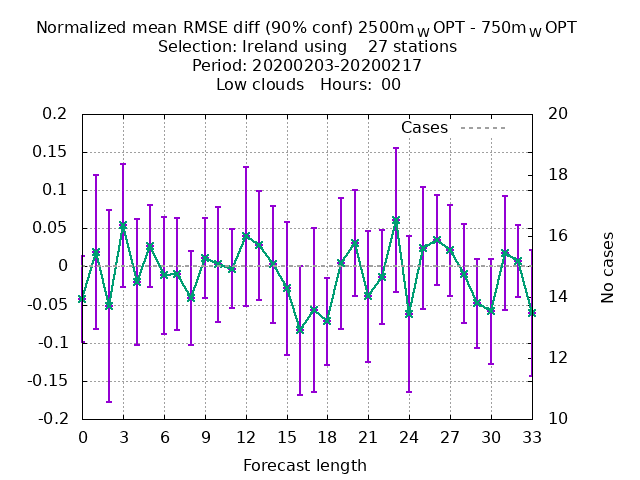 Normalized mean RMSE diff (90% conf) 2500m_W OPT - 750m_W OPT
Selection: Ireland using 27 stations
Period: 20200203-20200217
Low clouds Hours: 00
Cases
0.2
0.15
0.1
0.05
0
-0.05
-0.1
-0.15
-0.2
20
18
16
14
12
10
No cases
0 3 6 9 12 15 18 21 24 27 30 33
Forecast length